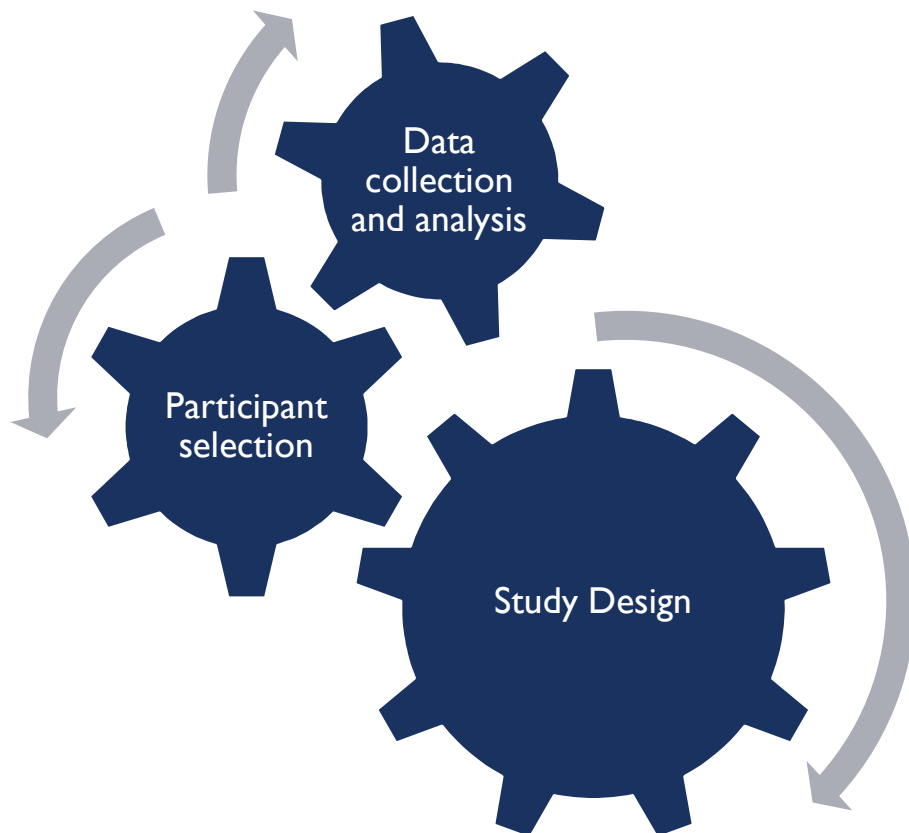 Data
collection
and analysis
Participant
selection
Study Design